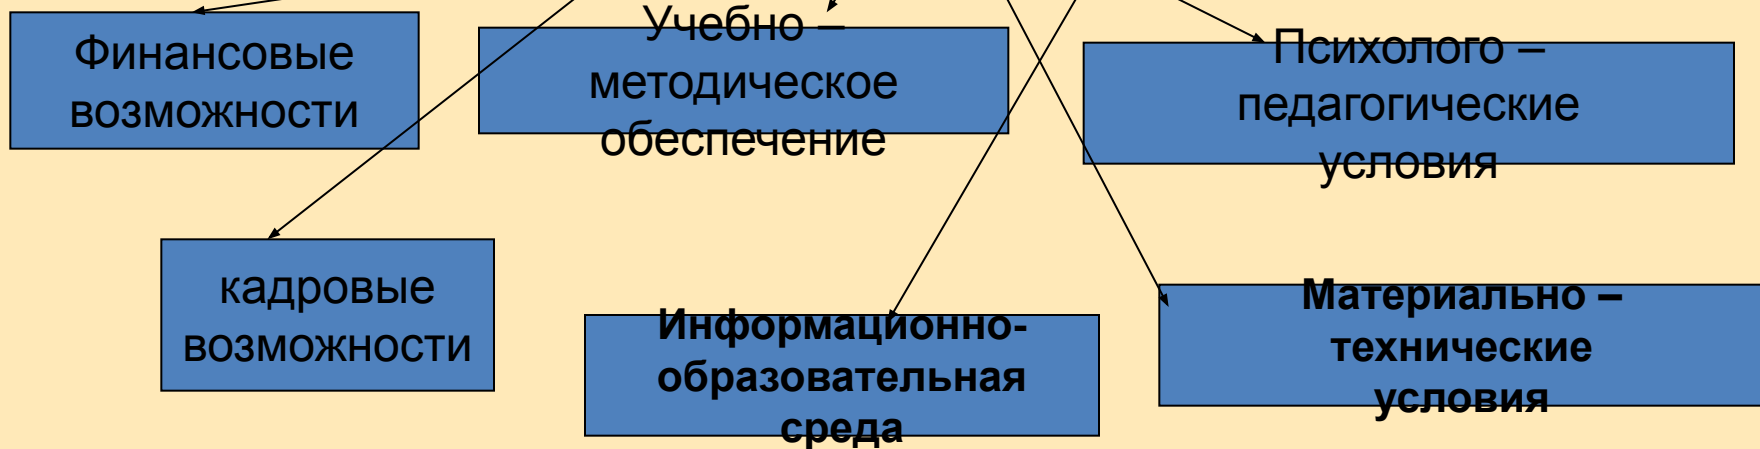 Финансовые
возможности
Учебно –
методическое
обеспечение
Психолого –
педагогические
условия
кадровые
возможности
Информационно-
образовательная
среда
Материально –
технические
условия